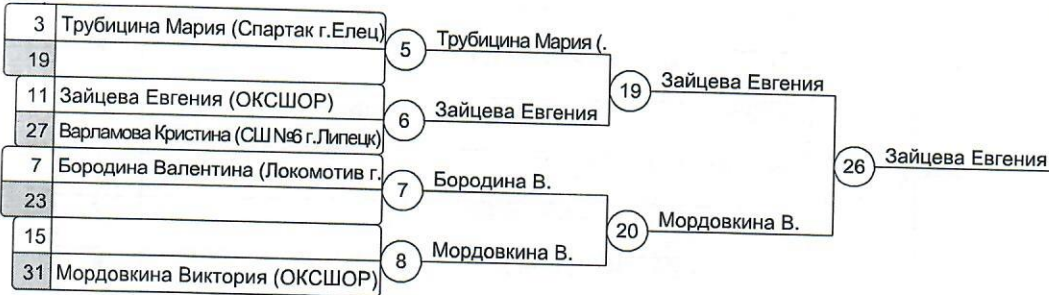 3 Трубицина Мария (Спартак г.Елец)
19
5
Трубицина Мария (.
11 Зайцева Евгения (ОКСШОР)
27 Варламова Кристина (СШ №6 г.Липецк)
6
Зайцева Евгения
19
Зайцева Евгения
7 Бородина Валентина (Локомотив г.
23
7
Бородина В.
15
31 Мордовкина Виктория (ОКСШОР)
8
Мордовкина В.
20
Мордовкина В.
26
Зайцева Евгения